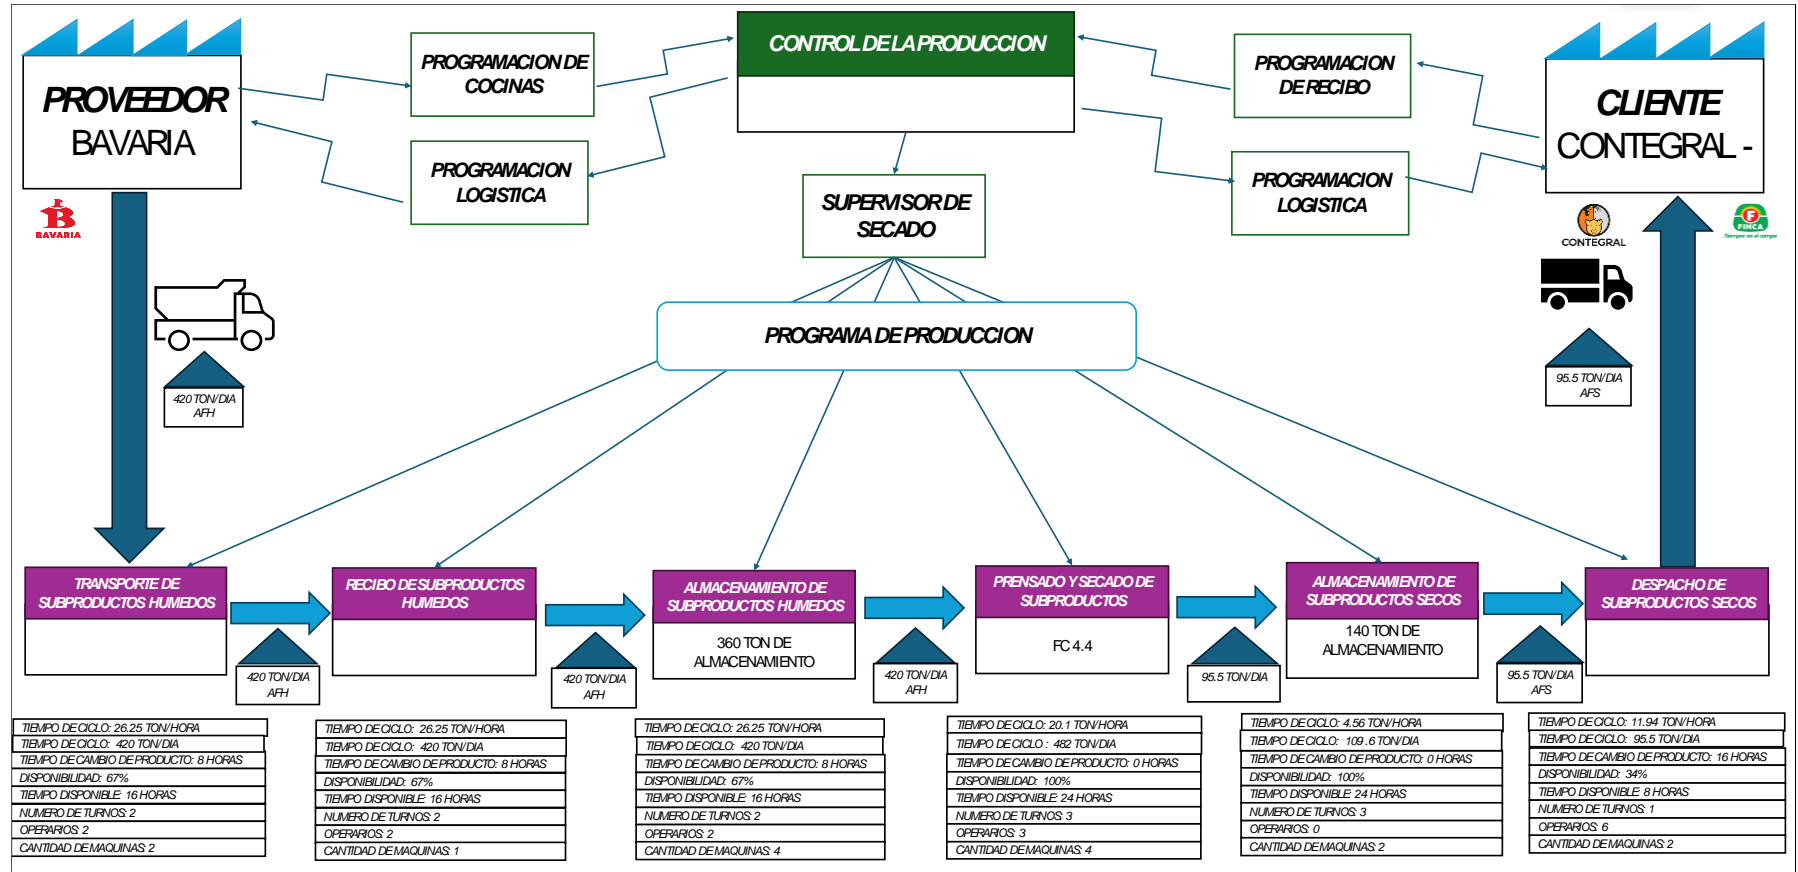 PROVEEDOR
BAVARIA
BAVARIA
PROGRAMACION DE
COCINAS
PROGRAMACION
LOGISTICA
CONTROL DE LA PRODUCCION
SUPERVISOR DE
SECADO
PROGRAMACION
DE RECIBO
PROGRAMACION
LOGISTICA
CLIENTE
CONTEGRAL -
CONTEGRAL
FINCA
Siempre en el campo
420 TON/DIA
AFH
PROGRAMA DE PRODUCCION
95.5 TON/DIA
AFS
TRANSPORTE DE
SUBPRODUCTOS HUMEDOS
420 TON/DIA
AFH
RECIBO DE SUBPRODUCTOS
HUMEDOS
420 TON/DIA
AFH
ALMACENAMIENTO DE
SUBPRODUCTOS HUMEDOS
360 TON DE
ALMACENAMIENTO
420 TON/DIA
AFH
PRENSADO Y SECADO DE
SUBPRODUCTOS
FC 4.4
95.5 TON/DIA
ALMACENAMIENTO DE
SUBPRODUCTOS SECOS
140 TON DE
ALMACENAMIENTO
95.5 TON/DIA
AFS
DESPACHO DE
SUBPRODUCTOS SECOS
TIEMPO DE CICLO: 26.25 TON/HORA
TIEMPO DE CICLO: 420 TON/DIA
TIEMPO DE CAMBIO DE PRODUCTO: 8 HORAS
DISPONIBILIDAD: 67%
TIEMPO DISPONIBLE: 16 HORAS
NUMERO DE TURNOS: 2
OPERARIOS: 2
CANTIDAD DE MAQUINAS: 2
TIEMPO DE CICLO: 26.25 TON/HORA
TIEMPO DE CICLO: 420 TON/DIA
TIEMPO DE CAMBIO DE PRODUCTO: 8 HORAS
DISPONIBILIDAD: 67%
TIEMPO DISPONIBLE: 16 HORAS
NUMERO DE TURNOS: 2
OPERARIOS: 2
CANTIDAD DE MAQUINAS: 1
TIEMPO DE CICLO: 26.25 TON/HORA
TIEMPO DE CICLO: 420 TON/DIA
TIEMPO DE CAMBIO DE PRODUCTO: 8 HORAS
DISPONIBILIDAD: 67%
TIEMPO DISPONIBLE: 16 HORAS
NUMERO DE TURNOS: 2
OPERARIOS: 2
CANTIDAD DE MAQUINAS: 4
TIEMPO DE CICLO: 20.1 TON/HORA
TIEMPO DE CICLO : 482 TON/DIA
TIEMPO DE CAMBIO DE PRODUCTO: 0 HORAS
DISPONIBILIDAD: 100%
TIEMPO DISPONIBLE: 24 HORAS
NUMERO DE TURNOS: 3
OPERARIOS: 3
CANTIDAD DE MAQUINAS: 4
TIEMPO DE CICLO: 4.56 TON/HORA
TIEMPO DE CICLO: 109 .6 TON/DIA
TIEMPO DE CAMBIO DE PRODUCTO: 0 HORAS
DISPONIBILIDAD: 100%
TIEMPO DISPONIBLE: 24 HORAS
NUMERO DE TURNOS: 3
OPERARIOS: 0
CANTIDAD DE MAQUINAS: 2
TIEMPO DE CICLO: 11.94 TON/HORA
TIEMPO DE CICLO: 95.5 TON/DIA
TIEMPO DE CAMBIO DE PRODUCTO: 16 HORAS
DISPONIBILIDAD: 34%
TIEMPO DISPONIBLE: 8 HORAS
NUMERO DE TURNOS: 1
OPERARIOS: 6
CANTIDAD DE MAQUINAS: 2